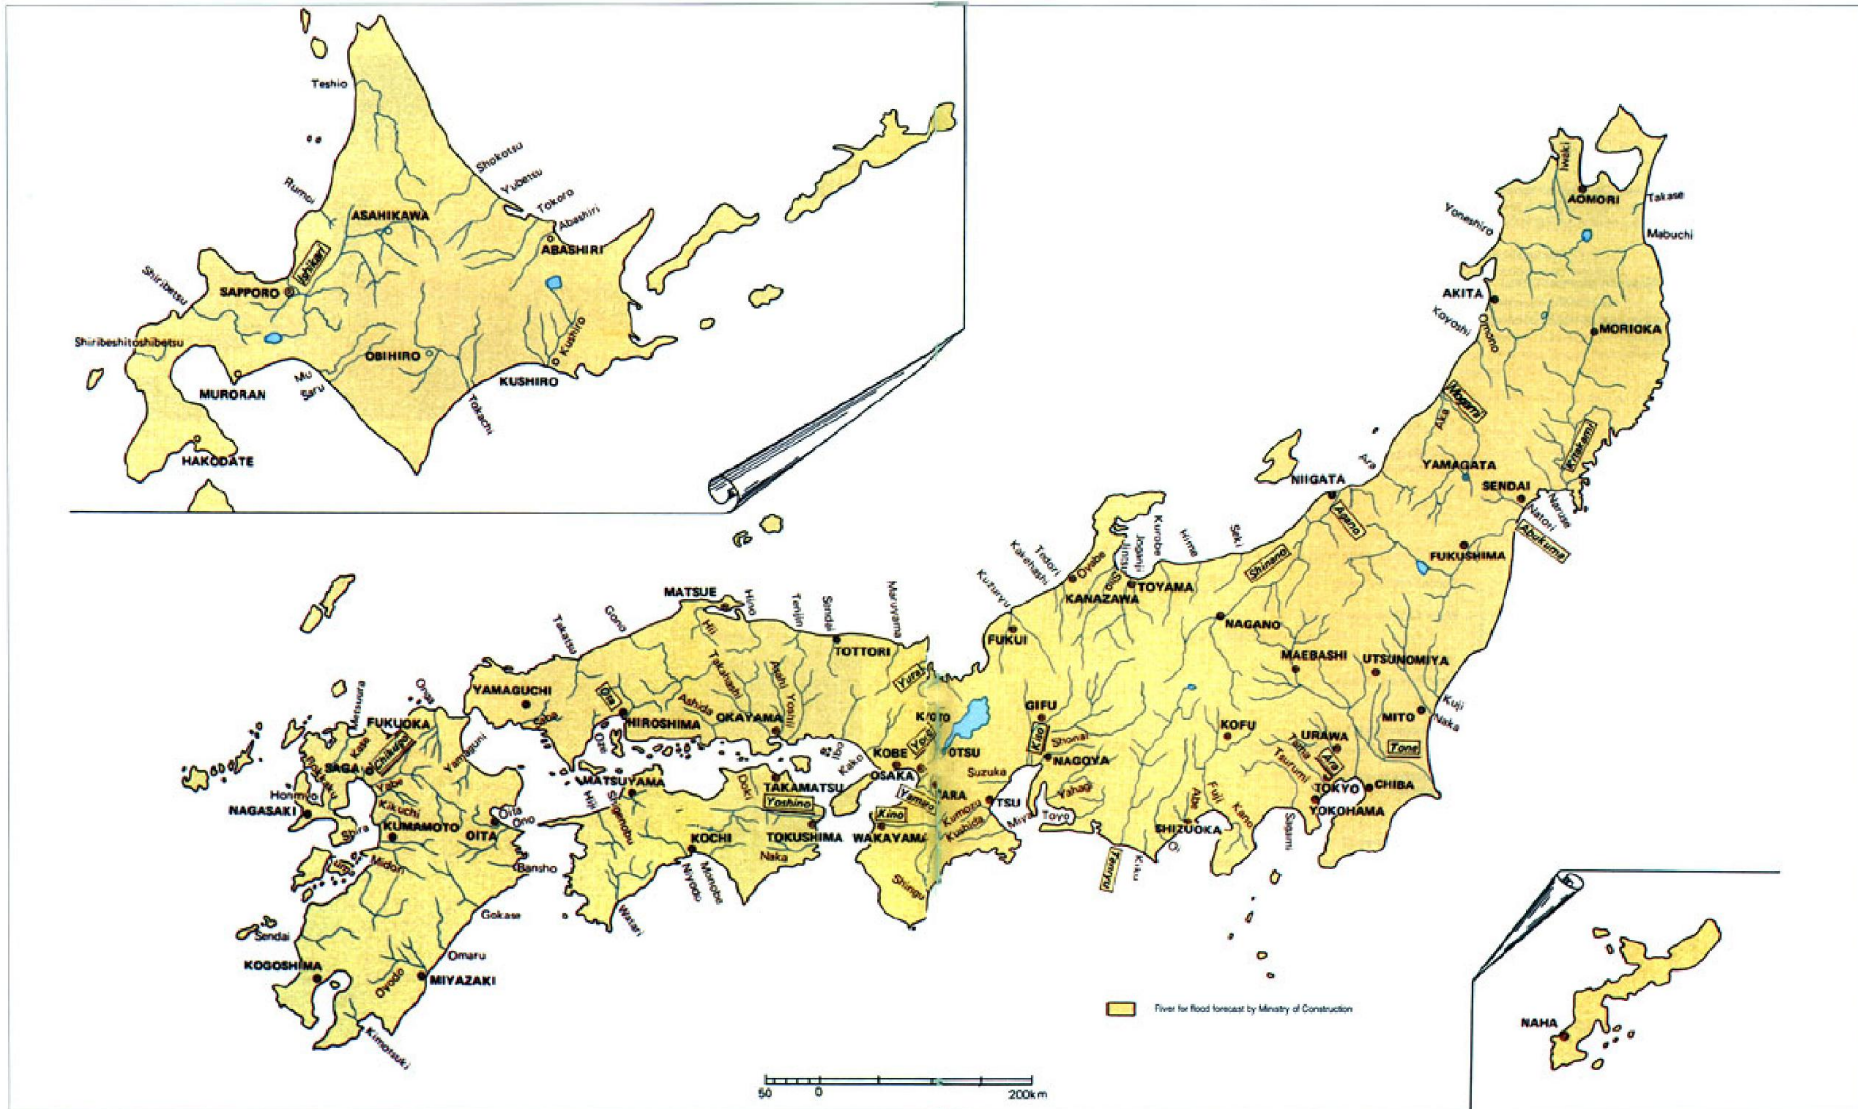 Teshio
Shokotsu
Yubetsu
Tokoro
Abashiri
ABASHIRI
Rumoi
ASAHIKAWA
Ishikari
SAPPORO
Shiribetsu
Shiribeshitoshibetsu
OBIHIRO
Kushiro
KUSHIRO
MURORAN
Mu
Saru
Tokachi
HAKODATE
Iwaki
AOMORI
Takase
Yoneshiro
Mabuchi
AKITA
Koyoshi
Omono
MORIOKA
Mogami
Aka
Kitakami
Ara
YAMAGATA
NIIGATA
SENDAI
Naruse
Natori
Abukuma
Agano
FUKUSHIMA
Seki
Shinano
Hime
Kurobe
Joganji
Jintsu
Sho
Oyabe
Tedori
Kakehashi
Kuzuryu
KANAZAWA
TOYAMA
NAGANO
FUKUI
MAEBASHI
UTSUNOMIYA
Kuji
Naka
MITO
MATSUE
Hino
Tenjin
Sendai
Maruyama
Gono
Takatsu
Hii
TOTTORI
Takahashi
Asahi
Yoshii
Yura
YAMAGUCHI
Ota
Ashida
OKAYAMA
HIROSHIMA
Saba
Oze
KYOTO
Yodo
OTSU
GIFU
Kiso
Shonai
NAGOYA
KOFU
URAWA
Tama
Tsurumi
Ara
Tone
TOKYO
CHIBA
YOKOHAMA
Sagami
Onga
Matsuura
FUKUOKA
Kase
Chikugo
SAGA
Yamaguni
Rokkaku
Yabe
Honmyo
NAGASAKI
Kikuchi
Shira
KUMAMOTO
Oita
Ono
OITA
Midori
Bansho
Gokase
Sendai
KOGOSHIMA
Omaru
Oyodo
MIYAZAKI
Kimotsuki
MATSUYAMA
Hiji
Shigenobu
Doki
TAKAMATSU
Yoshino
TOKUSHIMA
KOCHI
Naka
Monobe
Niyodo
Watari
Ibo
Kako
KOBE
OSAKA
Yamato
ARA
Kino
WAKAYAMA
Shingu
Suzuka
TSU
Kumozu
Kushida
Miya
Toyo
Yahagi
Tenryu
Kiku
SHIZUOKA
Oi
Abe
Fuji
Kano
NAHA
River for flood forecast by Ministry of Construction
50 0 200km